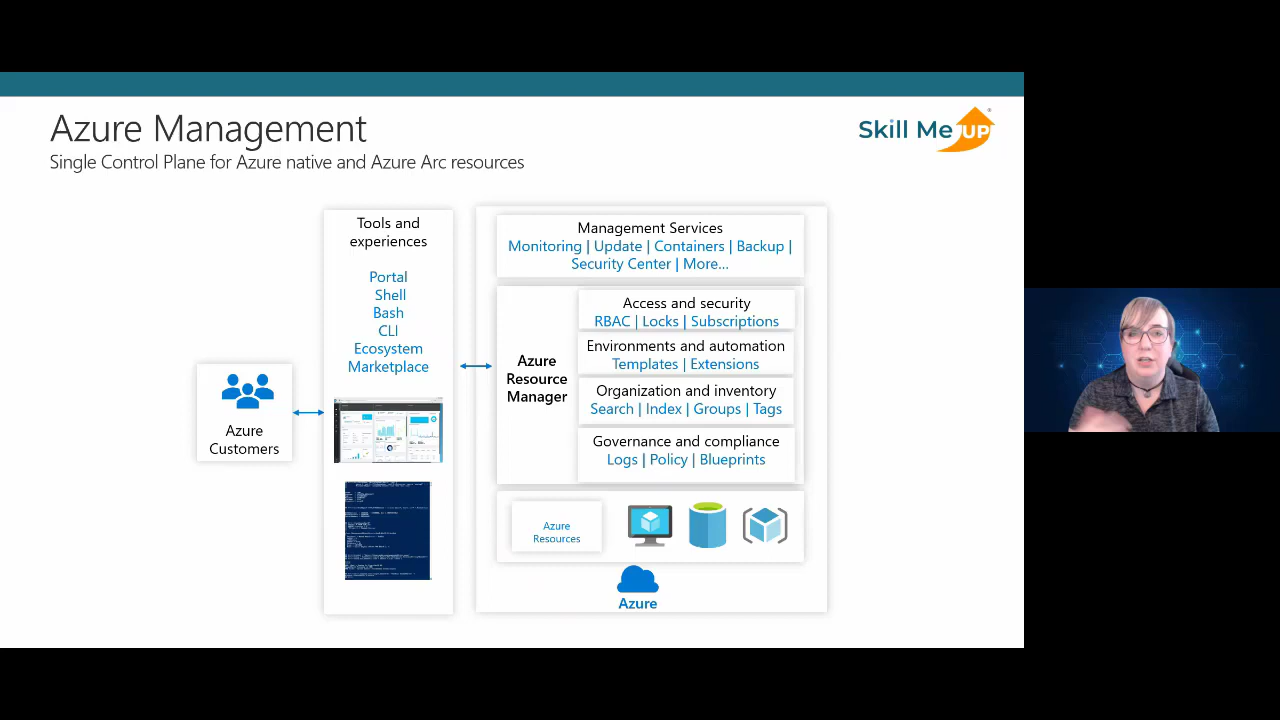 Azure Management
Single Control Plane for Azure native and Azure Arc resources
Skill Me UP
Tools and
experiences
Portal
Shell
Bash
CLI
Ecosystem
Marketplace
Azure
Customers
Management Services
Monitoring | Update | Containers | Backup |
Security Center | More...
Azure
Resource
Manager
Access and security
RBAC | Locks | Subscriptions
Environments and automation
Templates | Extensions
Organization and inventory
Search | Index | Groups | Tags
Governance and compliance
Logs | Policy | Blueprints
Azure
Resources
Azure